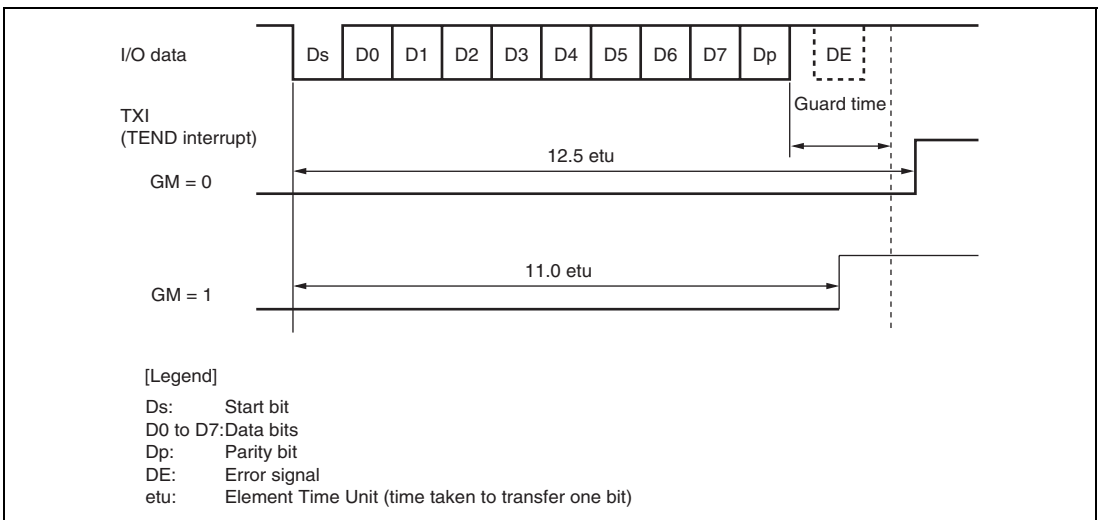 I/O data
Ds D0 D1 D2 D3 D4 D5 D6 D7 Dp DE
Guard time
TXI
(TEND interrupt)
12.5 etu
GM = 0
11.0 etu
GM = 1
[Legend]
Ds: Start bit
D0 to D7:Data bits
Dp: Parity bit
DE: Error signal
etu: Element Time Unit (time taken to transfer one bit)